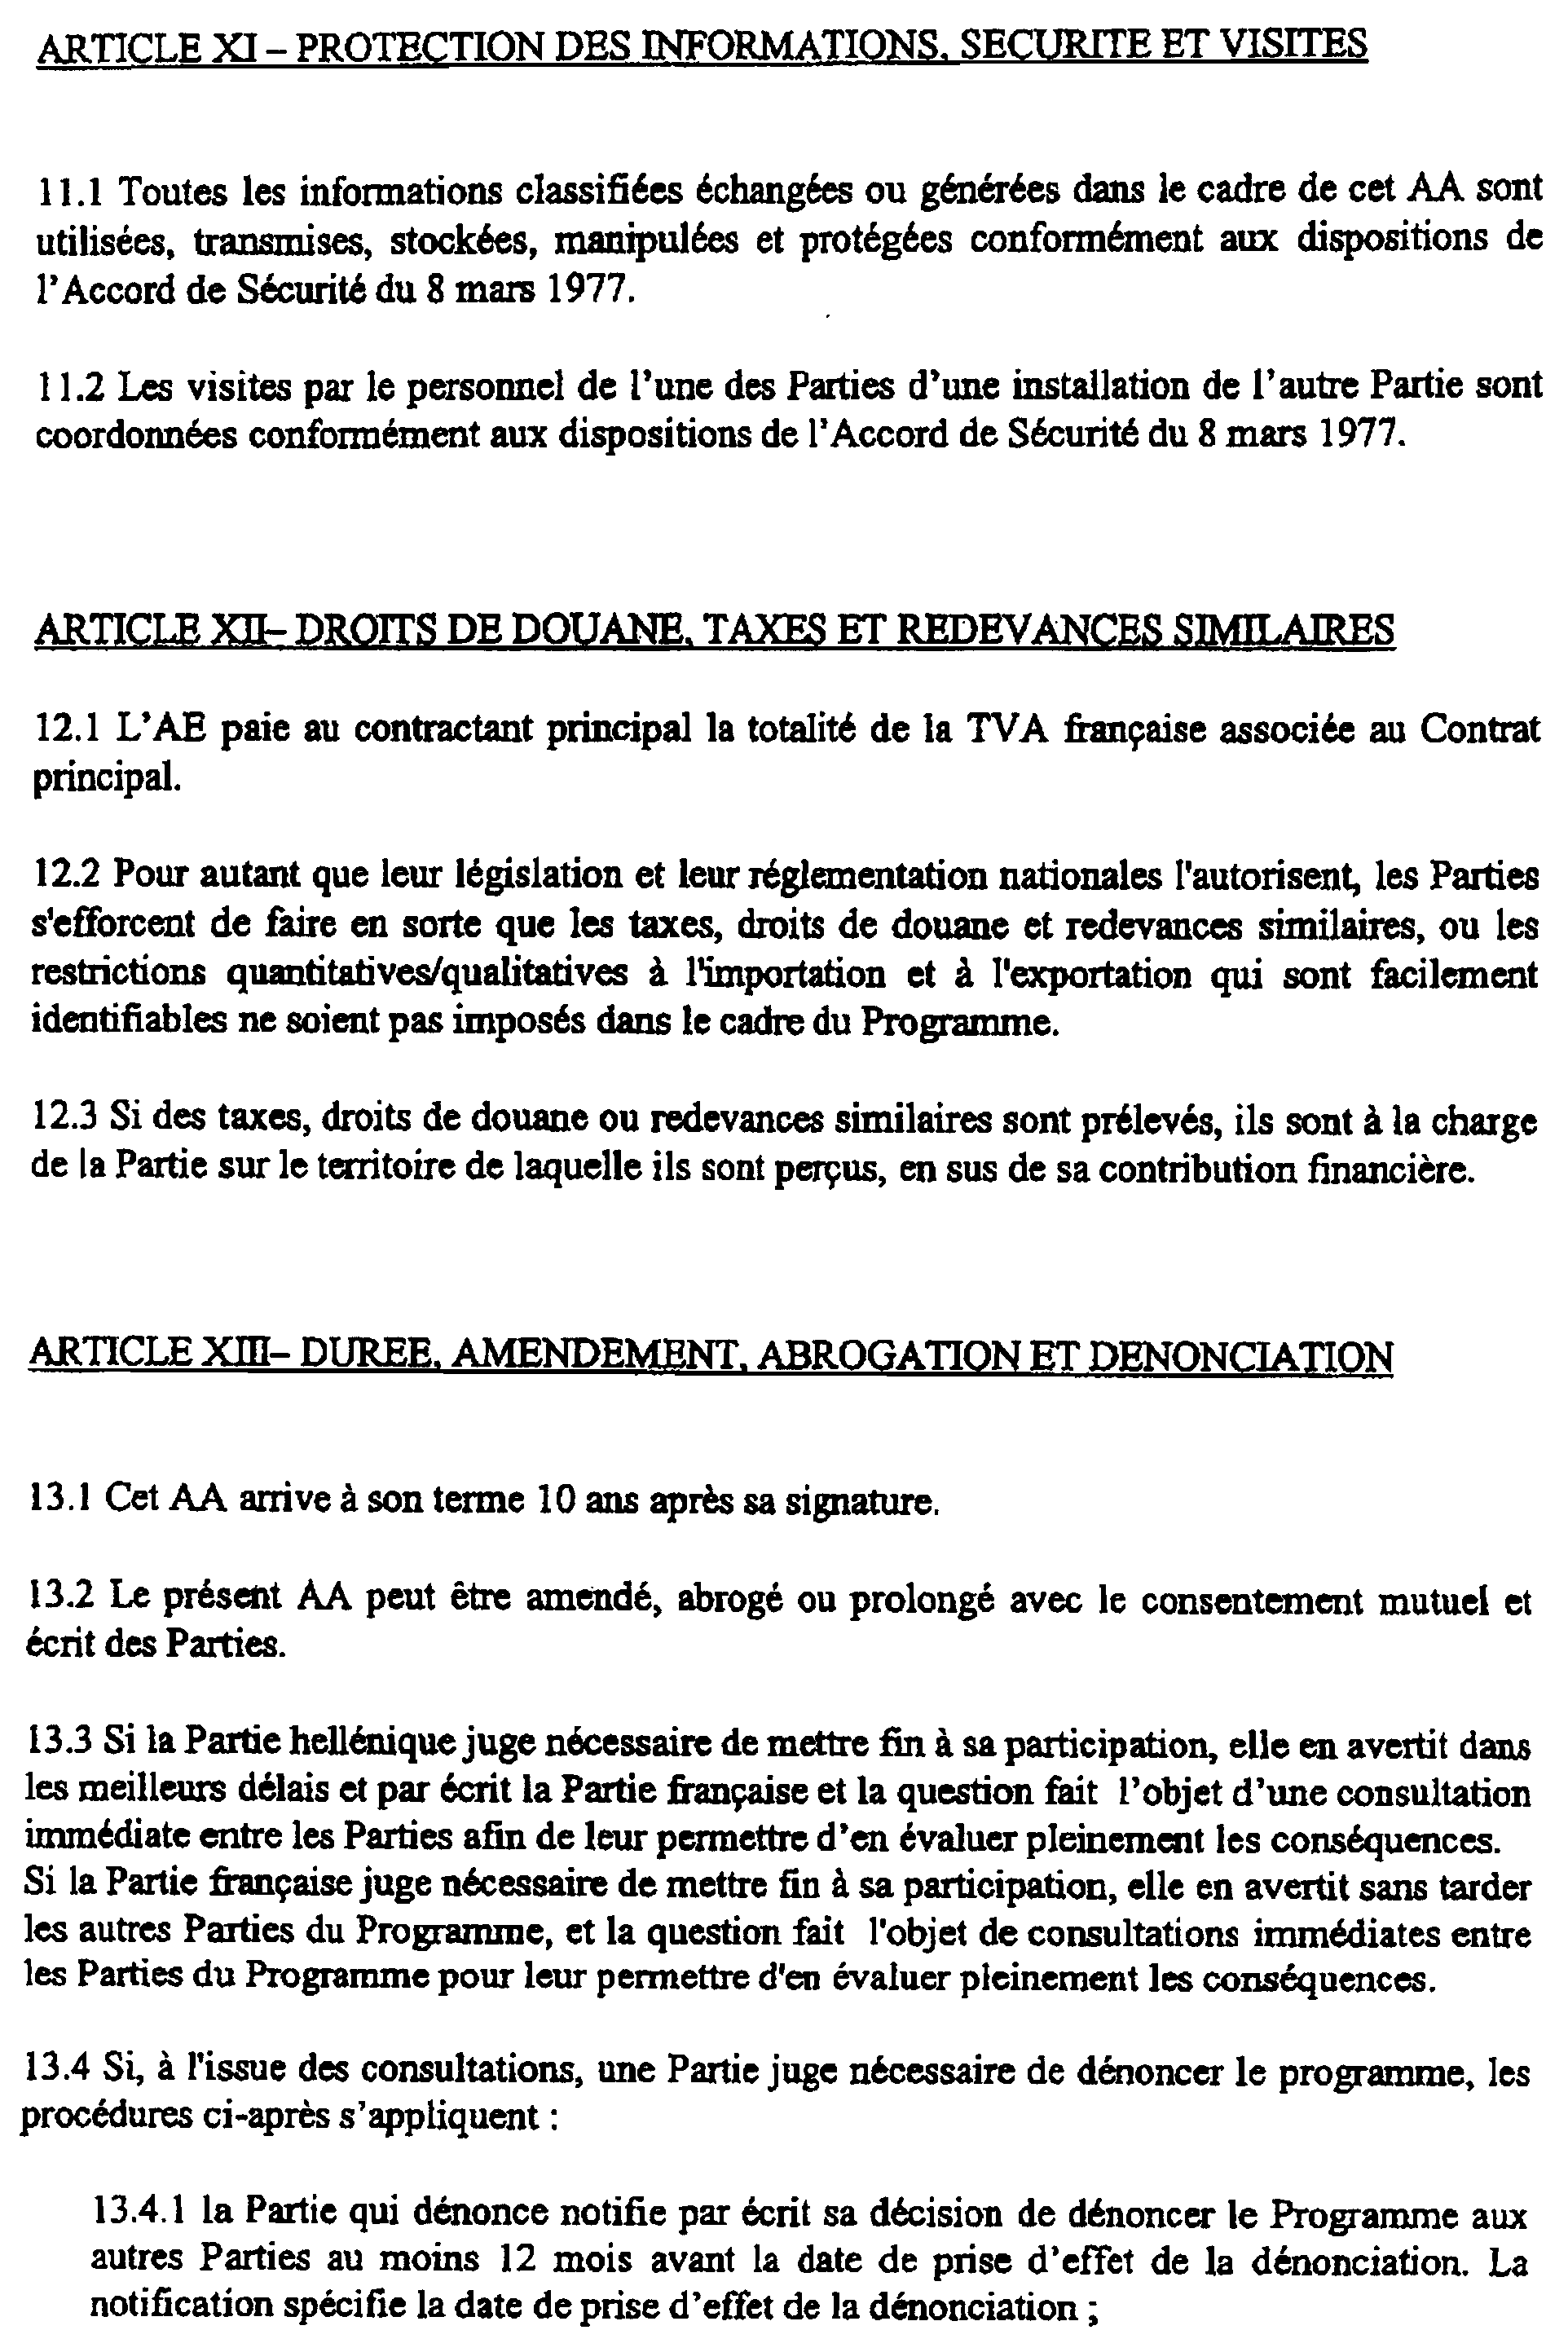 ARTICLE XI – PROTECTION DES INFORMATIONS, SECURITE ET VISITES
11.1 Toutes les informations classifiées échangées ou générées dans le cadre de cet AA sont
utilisées, transmises, stockées, manipulées et protégées conformément aux dispositions de
l’Accord de Sécurité du 8 mars 1977.
11.2 Les visites par le personnel de l’une des Parties d’une installation de l’autre Partie sont
coordonnées conformément aux dispositions de l’Accord de Sécurité du 8 mars 1977.
ARTICLE XII– DROITS DE DOUANE, TAXES ET REDEVANCES SIMILAIRES
12.1 L’AE paie au contractant principal la totalité de la TVA française associée au Contrat
principal.
12.2 Pour autant que leur législation et leur réglementation nationales l'autorisent, les Parties
s'efforcent de faire en sorte que les taxes, droits de douane et redevances similaires, ou les
restrictions quantitatives/qualitatives à l'importation et à l'exportation qui sont facilement
identifiables ne soient pas imposés dans le cadre du Programme.
12.3 Si des taxes, droits de douane ou redevances similaires sont prélevés, ils sont à la charge
de la Partie sur le territoire de laquelle ils sont perçus, en sus de sa contribution financière.
ARTICLE XIII– DUREE, AMENDEMENT, ABROGATION ET DENONCIATION
13.1 Cet AA arrive à son terme 10 ans après sa signature.
13.2 Le présent AA peut être amendé, abrogé ou prolongé avec le consentement mutuel et
écrit des Parties.
13.3 Si la Partie hellénique juge nécessaire de mettre fin à sa participation, elle en avertit dans
les meilleurs délais et par écrit la Partie française et la question fait l’objet d’une consultation
immédiate entre les Parties afin de leur permettre d’en évaluer pleinement les conséquences.
Si la Partie française juge nécessaire de mettre fin à sa participation, elle en avertit sans tarder
les autres Parties du Programme, et la question fait l'objet de consultations immédiates entre
les Parties du Programme pour leur permettre d'en évaluer pleinement les conséquences.
13.4 Si, à l'issue des consultations, une Partie juge nécessaire de dénoncer le programme, les
procédures ci-après s’appliquent :
13.4.1 la Partie qui dénonce notifie par écrit sa décision de dénoncer le Programme aux
autres Parties au moins 12 mois avant la date de prise d’effet de la dénonciation. La
notification spécifie la date de prise d’effet de la dénonciation ;